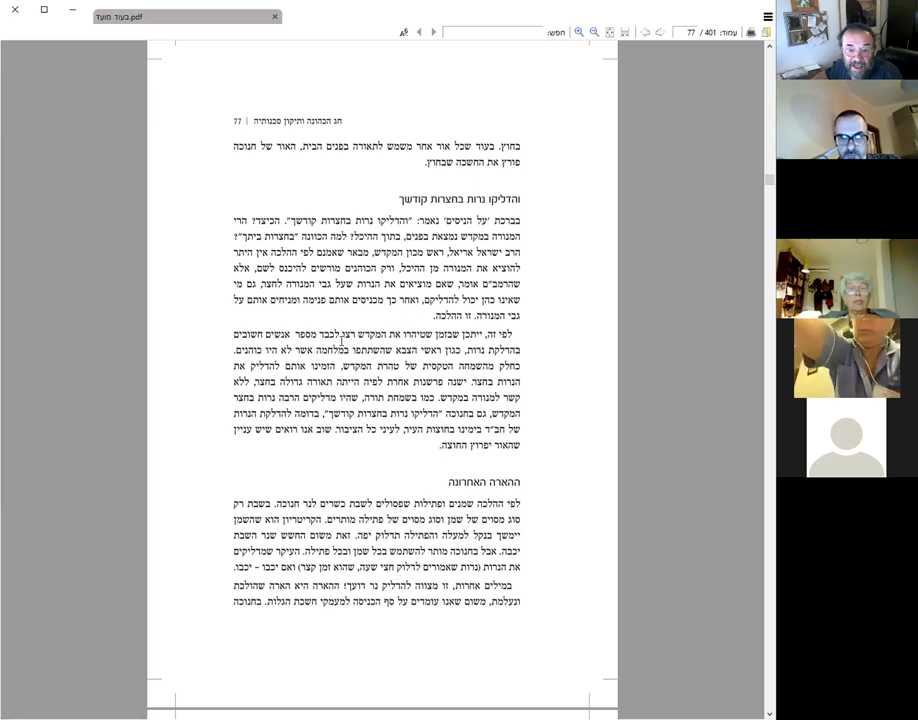 בעוד מועד.pdf
עמוד: 401 / 77
חפש:
חג הכהונה ותיקון סכנותיה | 77
בחוץ. בעוד שכל אור אחר משמש לתאורה בפנים הבית, האור של חנוכה
פורץ את החשכה שבחוץ.
והדליקו נרות בחצרות קודשך
בברכת 'על הניסים' נאמר: "והדליקו נרות בחצרות קודשך". הכיצד? הרי
המנורה במקדש נמצאת בפנים, בתוך ההיכל? למה הכוונה "בחצרות ביתך"?
הרב ישראל אריאל, ראש מכון המקדש, מבאר שאמנם לפי ההלכה אין היתר
להוציא את המנורה מן ההיכל, ורק הכוהנים מורשים להיכנס לשם, אלא
שהרמב"ם אומר, שאם מוציאים את הנרות שעל גבי המנורה לחצר, גם מי
שאינו כהן יכול להדליקם, ואחר כך מכניסים אותם פנימה ומניחים אותם על
גבי המנורה. זו ההלכה.
לפי זה, ייתכן שבזמן שטיהרו את המקדש רצו לכבד מספר אנשים חשובים
בהדלקת נרות, כגון ראשי הצבא שהשתתפו במלחמה אשר לא היו כוהנים.
כחלק מהשמחה הטקסית של טהרת המקדש, הזמינו אותם להדליק את
הנרות בחצר. ישנה פרשנות אחרת לפיה הייתה תאורה גדולה בחצר, ללא
קשר למנורה במקדש. כמו בשמחת תורה, שהיו מדליקים הרבה נרות בחצר
המקדש, גם בחנוכה "הדליקו נרות בחצרות קודשך", בדומה להדלקת הנרות
של חב"ד בימינו בחוצות העיר, לעיני כל הציבור. שוב אנו רואים שיש עניין
שהאור יפרוץ החוצה.
ההארה האחרונה
לפי ההלכה שמנים ופתילות שפסולים לשבת כשרים לנר חנוכה. בשבת רק
סוג מסוים של שמן וסוג מסוים של פתילה מותרים. הקריטריון הוא שהשמן
יימשך בנקל למעלה והפתילה תדלוק יפה. זאת משום החשש שנר השבת
יכבה. אבל בחנוכה מותר להשתמש בכל שמן ובכל פתילה. העיקר שמדליקים
את הנרות (נרות שאמורים לדלוק חצי שעה, שהוא זמן קצר) ואם יכבו – יכבו.
במילים אחרות, זו מצווה להדליק נר דועך! ההארה היא הארה שהולכת
ונעלמת, משום שאנו עומדים על סף הכניסה למעמקי חשכת הגלות. בחנוכה